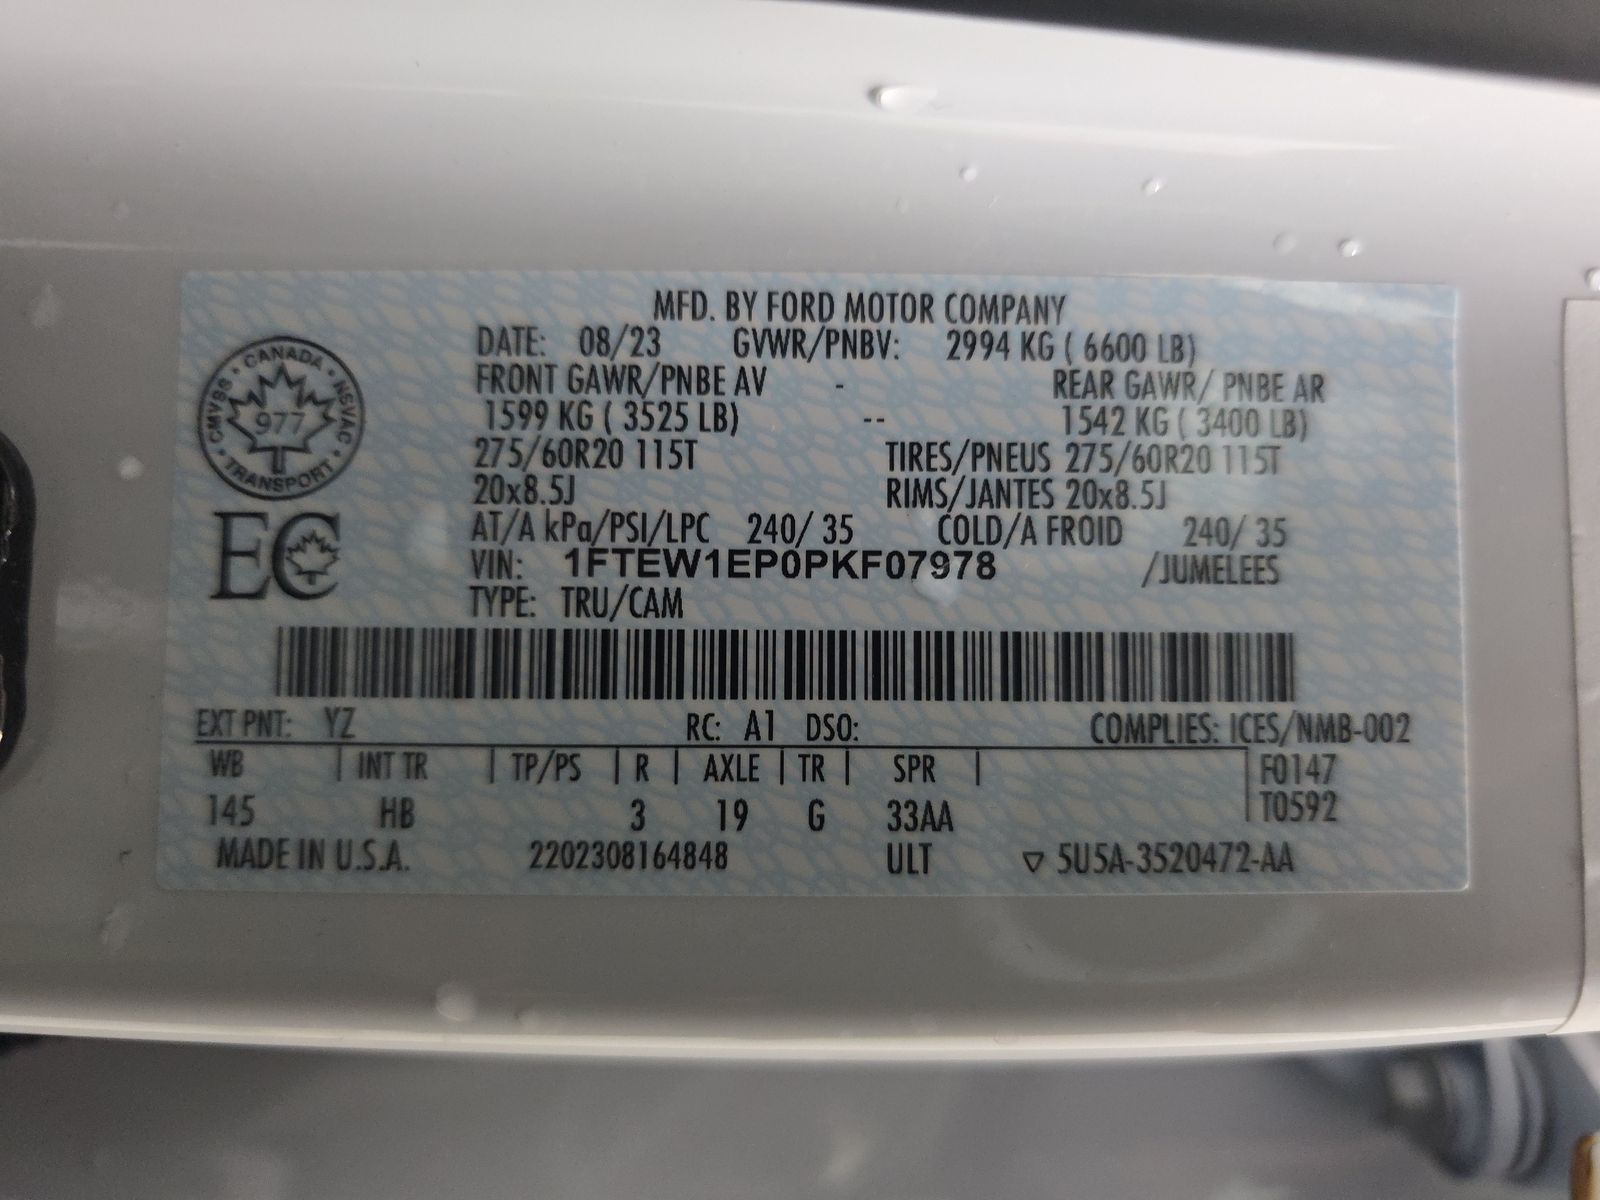 MFD. BY FORD MOTOR COMPANY
DATE: 08/23 GVWR/PNBV: 2994 KG ( 6600 LB)
FRONT GAWR/PNBE AV - REAR GAWR/ PNBE AR
1599 KG ( 3525 LB) -- 1542 KG ( 3400 LB)
275/60R20 115T TIRES/PNEUS 275/60R20 115T
20x8.5J RIMS/JANTES 20x8.5J
AT/A kPa/PSI/LPC 240/ 35 COLD/A FROID 240/ 35
VIN: 1FTEW1EP0PKF07978 /JUMELEES
TYPE: TRU/CAM
CANADA • NSVAC • TRANSPORT • CMVSS •
977
EC
EXT PNT: YZ RC: A1 DSO: COMPLIES: ICES/NMB-002
WB | INT TR | TP/PS | R | AXLE | TR | SPR | F0147
145 HB 3 19 G 33AA T0592
MADE IN U.S.A. 2202308164848 ULT ▽ 5U5A-3520472-AA